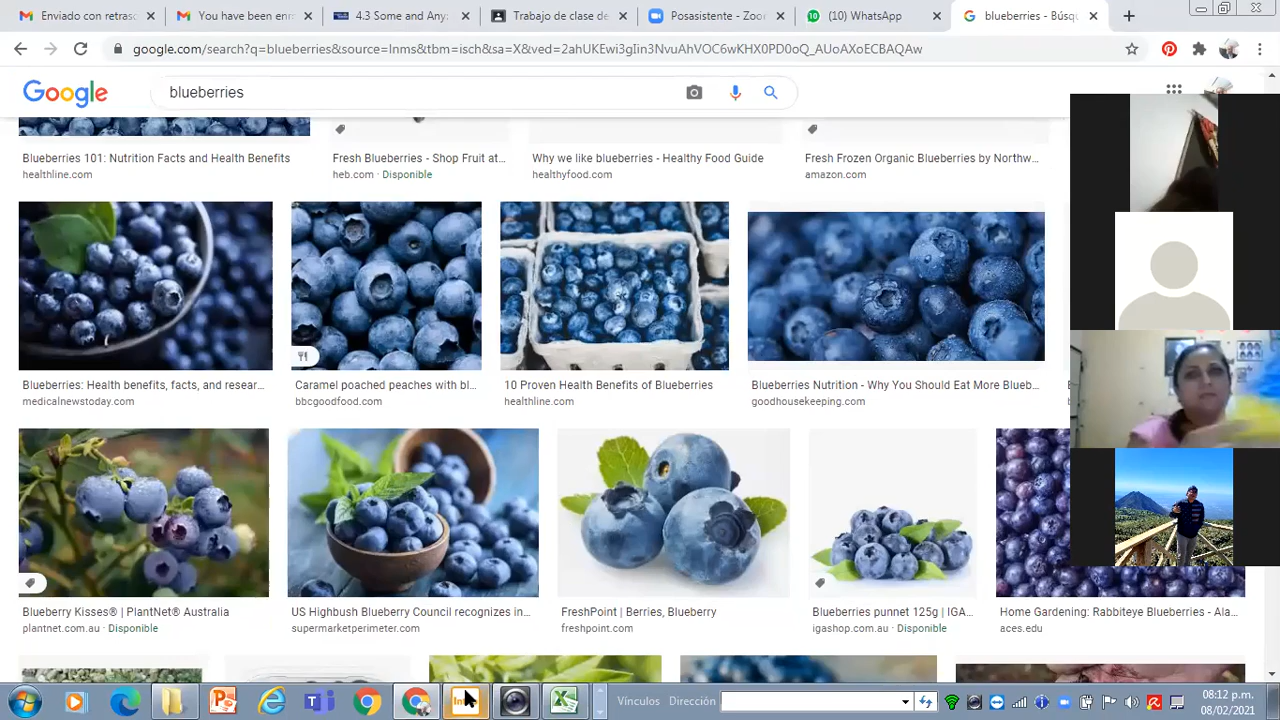 Enviado con retraso
You have been enn
4.3 Some and Any:
Trabajo de clase de
Posasistente - Zoo
(10) WhatsApp
blueberries - Búsq
google.com/search?q=blueberries&source=lnms&tbm=isch&sa=X&ved=2ahUKEwi3gIin3NvuAhVOC6wKHX0PD0oQ_AUoAXoECBAQAw
Google
blueberries
Blueberries 101: Nutrition Facts and Health Benefits
healthline.com
Fresh Blueberries - Shop Fruit at...
heb.com · Disponible
Why we like blueberries - Healthy Food Guide
healthyfood.com
Fresh Frozen Organic Blueberries by Northw...
amazon.com
Blueberries: Health benefits, facts, and resear...
medicalnewstoday.com
Caramel poached peaches with bl...
bbcgoodfood.com
10 Proven Health Benefits of Blueberries
healthline.com
Blueberries Nutrition - Why You Should Eat More Blueb...
goodhousekeeping.com
Blueberry Kisses® | PlantNet® Australia
plantnet.com.au · Disponible
US Highbush Blueberry Council recognizes in...
supermarketperimeter.com
FreshPoint | Berries, Blueberry
freshpoint.com
Blueberries punnet 125g | IGA...
igashop.com.au · Disponible
Home Gardening: Rabbiteye Blueberries - Ala...
aces.edu
Vínculos
Dirección
08:12 p.m.
08/02/2021